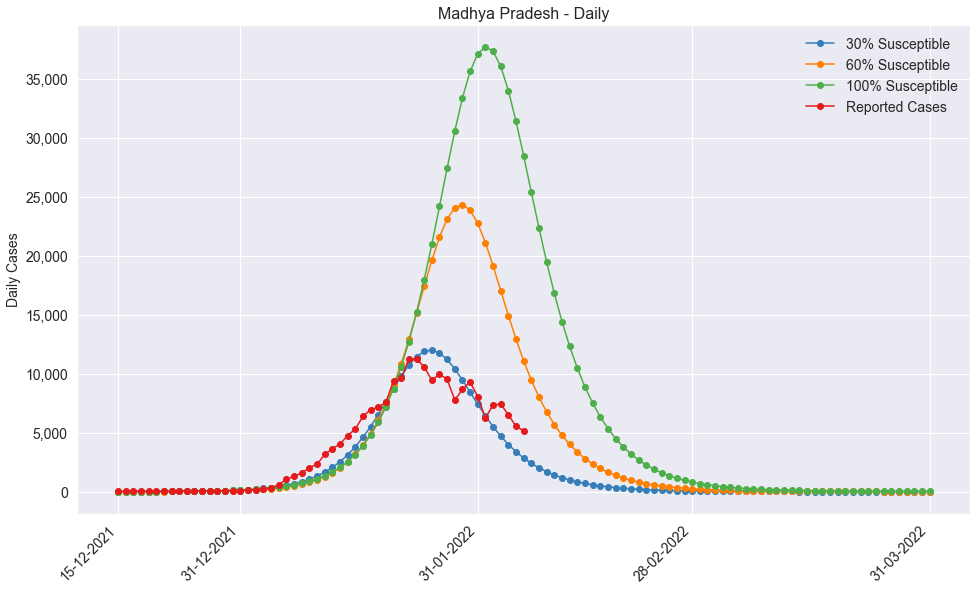 Madhya Pradesh - Daily
30% Susceptible
60% Susceptible
100% Susceptible
Reported Cases
Daily Cases
35,000
30,000
25,000
20,000
15,000
10,000
5,000
0
15-12-2021
31-12-2021
31-01-2022
28-02-2022
31-03-2022